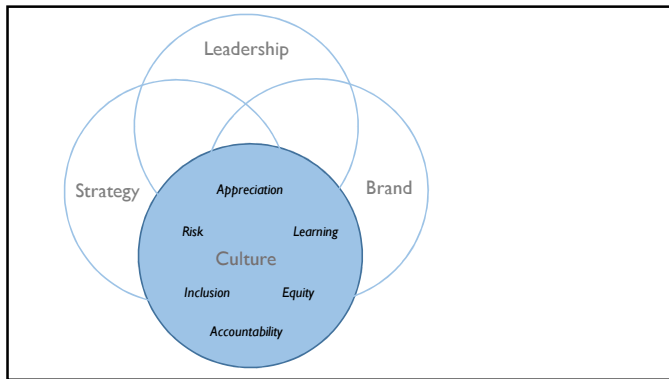 Leadership
Strategy
Appreciation
Brand
Risk
Learning
Culture
Inclusion
Equity
Accountability